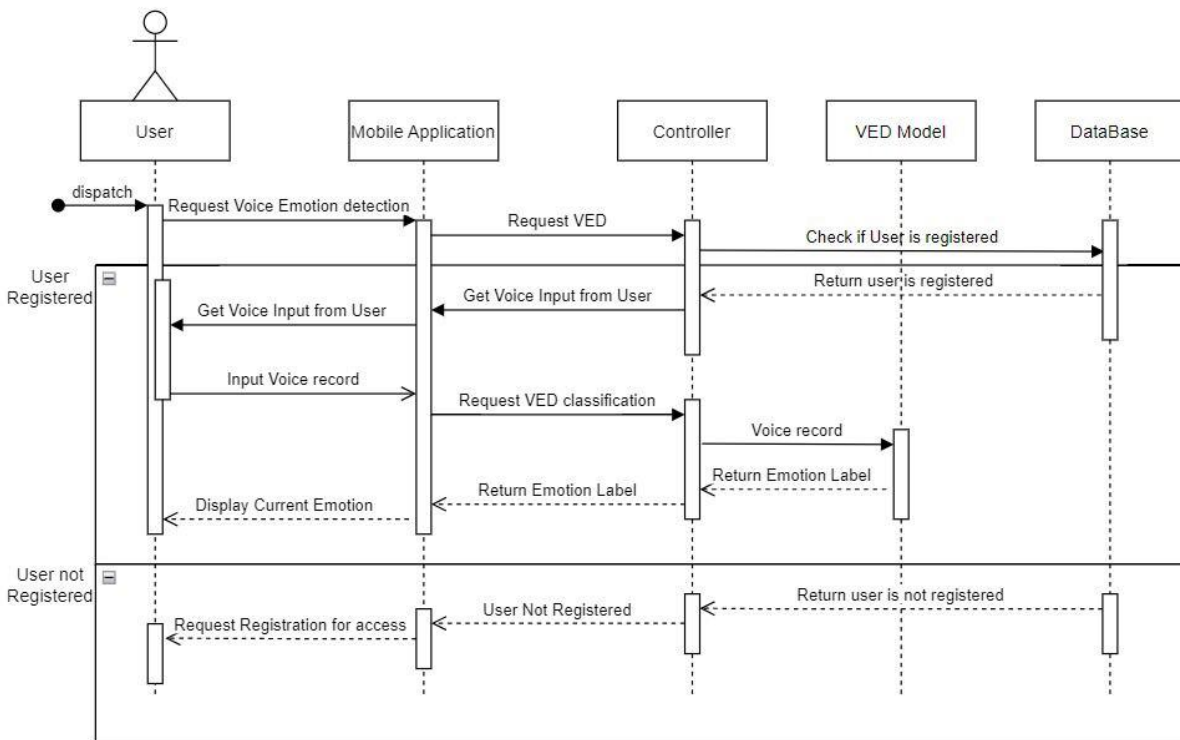 User
Mobile Application
Controller
VED Model
DataBase
dispatch
Request Voice Emotion detection
Request VED
Check if User is registered
User
Registered
Return user is registered
Get Voice Input from User
Get Voice Input from User
Input Voice record
Request VED classification
Voice record
Return Emotion Label
Return Emotion Label
Display Current Emotion
User not
Registered
Return user is not registered
User Not Registered
Request Registration for access